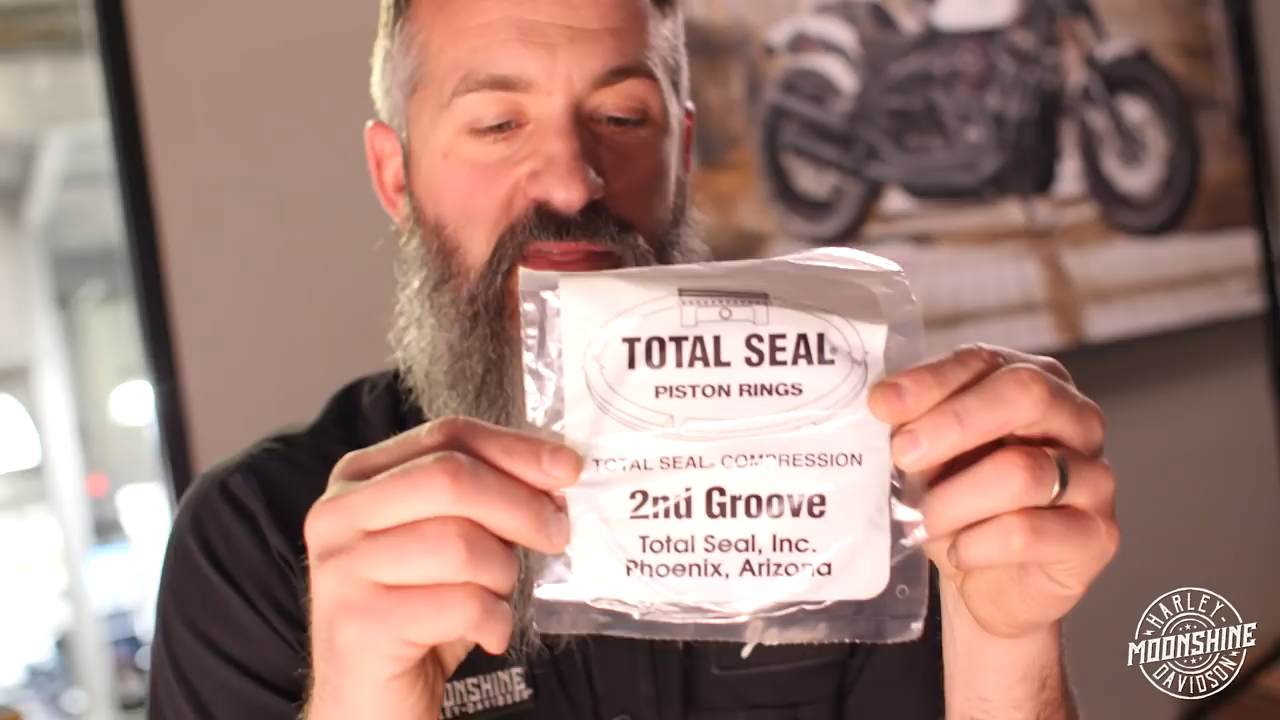 TOTAL SEAL
PISTON RINGS
TOTAL SEAL® COMPRESSION
2nd Groove
Total Seal, Inc.
Phoenix, Arizona
HARLEY
MOONSHINE
DAVIDSON